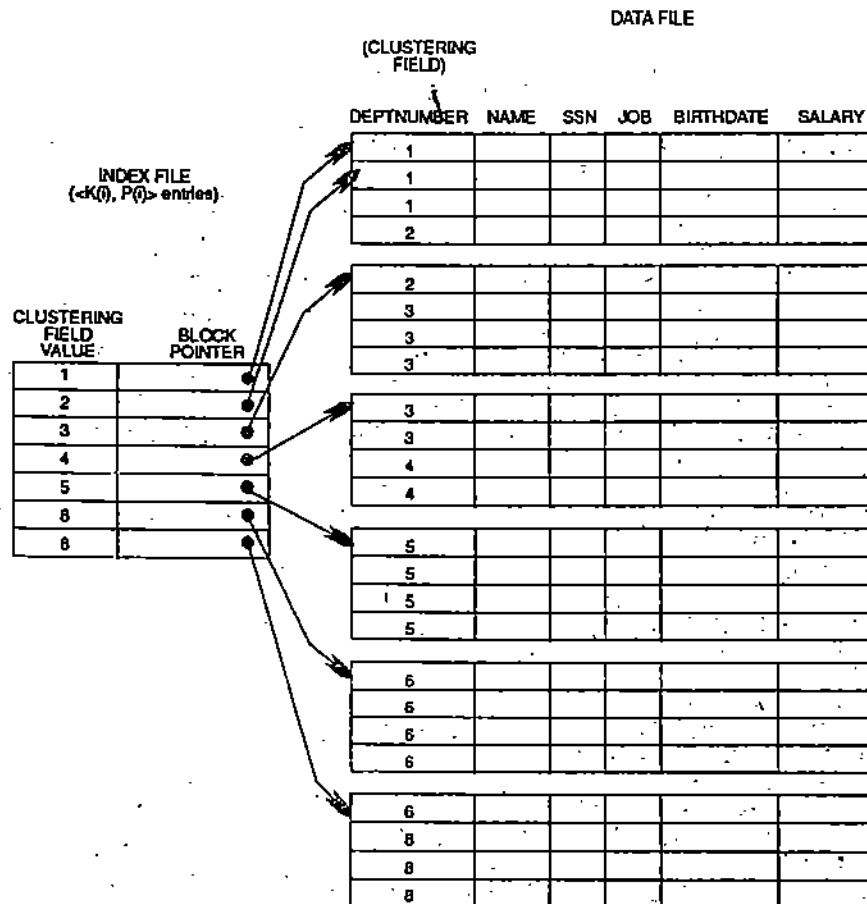 DATA FILE
(CLUSTERING
FIELD)
DEPTNUMBER NAME SSN JOB BIRTHDATE SALARY
INDEX FILE
(<K(i), P(i)> entries)
CLUSTERING
FIELD
VALUE
BLOCK
POINTER
1
2
3
4
5
8
8
1
1
1
2
2
3
3
3
3
3
4
4
5
5
5
5
6
6
6
6
6
8
8
8